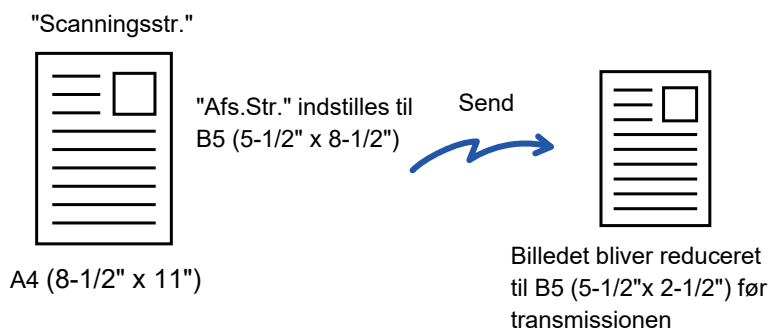 "Scanningsstr."
"Afs.Str." indstilles til
B5 (5-1/2" x 8-1/2")
Send
A4 (8-1/2" x 11")
Billedet bliver reduceret
til B5 (5-1/2"x 2-1/2") før
transmissionen